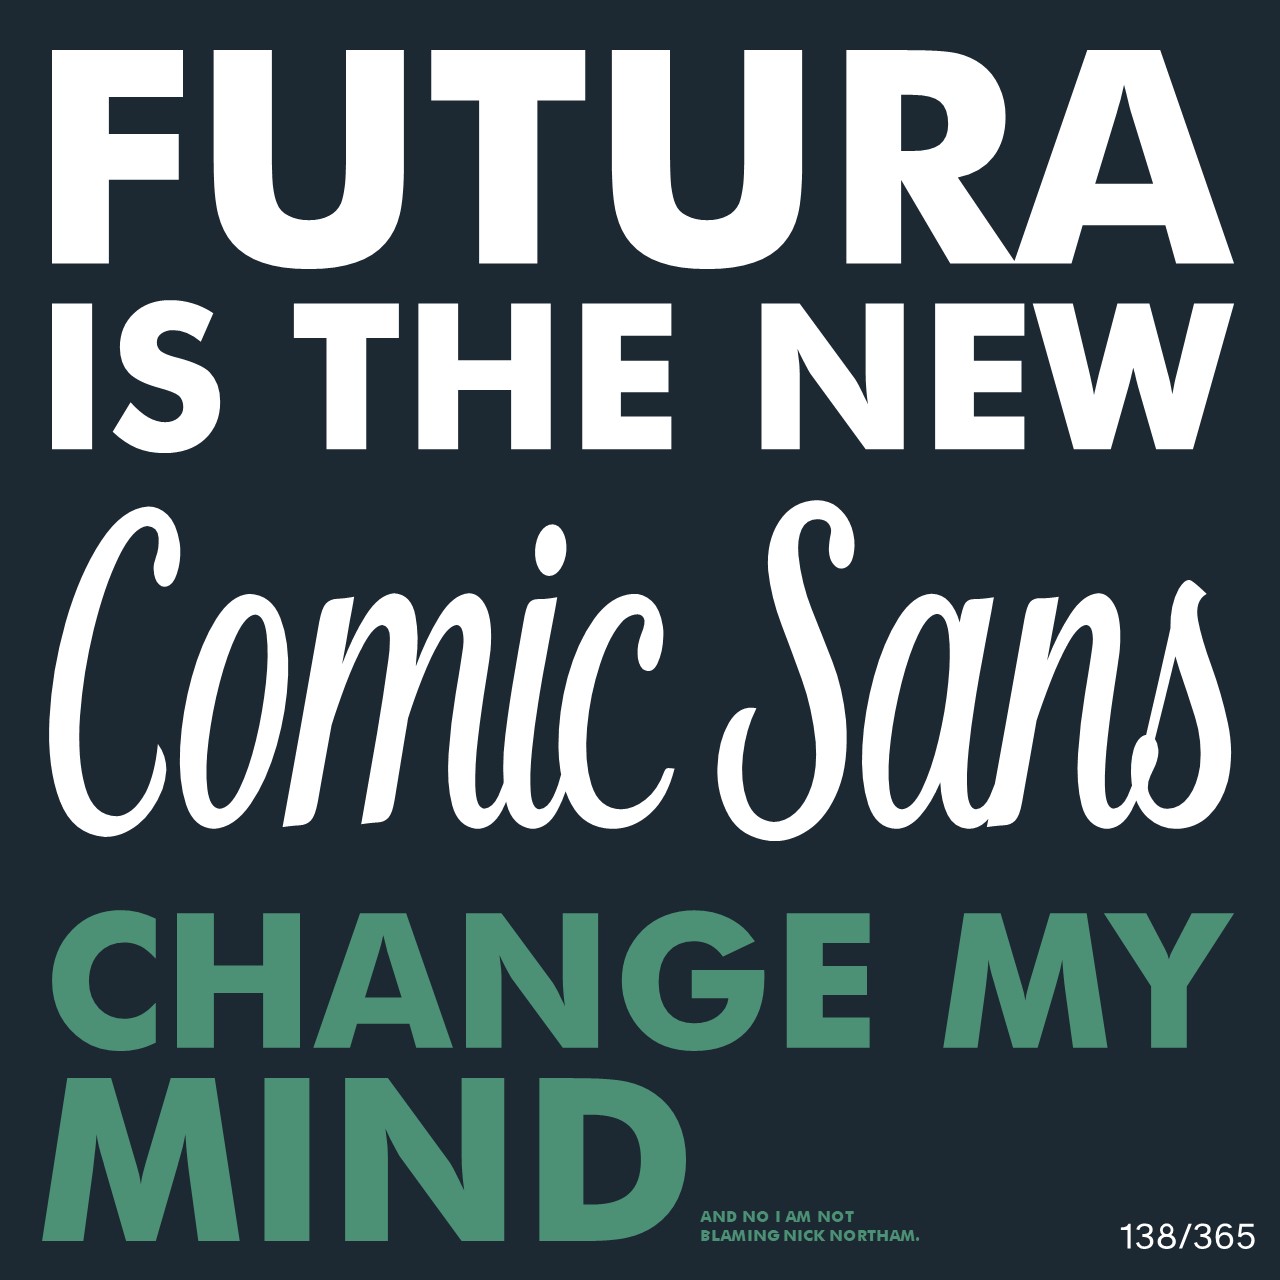 FUTURA
IS THE NEW
Comic Sans
CHANGE MY
MIND
AND NO I AM NOT
BLAMING NICK NORTHAM.
138/365